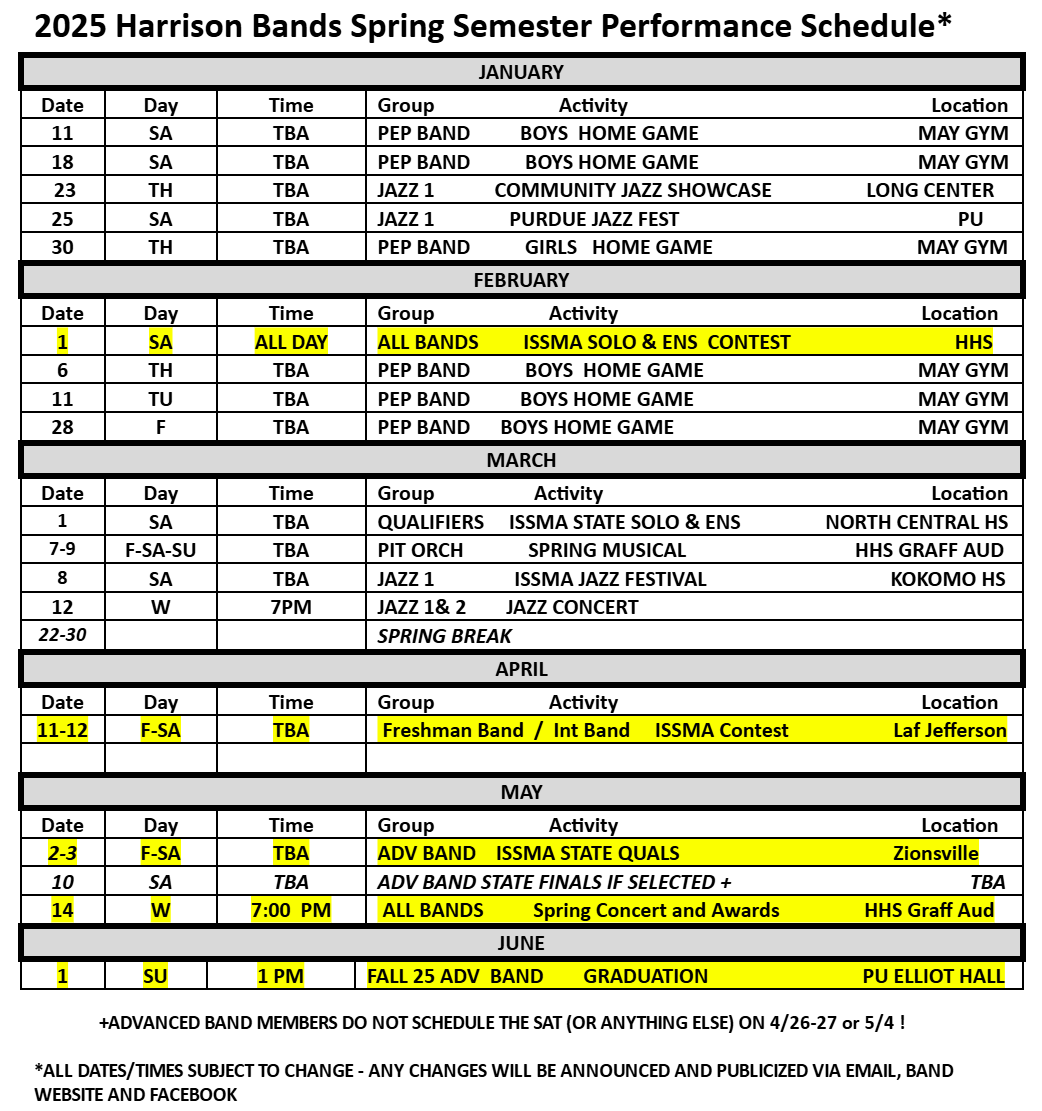 2025 Harrison Bands Spring Semester Performance Schedule*
JANUARY
Date Day Time Group Activity Location
11 SA TBA PEP BAND BOYS HOME GAME MAY GYM
18 SA TBA PEP BAND BOYS HOME GAME MAY GYM
23 TH TBA JAZZ 1 COMMUNITY JAZZ SHOWCASE LONG CENTER
25 SA TBA JAZZ 1 PURDUE JAZZ FEST PU
30 TH TBA PEP BAND GIRLS HOME GAME MAY GYM
FEBRUARY
Date Day Time Group Activity Location
1 SA ALL DAY ALL BANDS ISSMA SOLO & ENS CONTEST HHS
6 TH TBA PEP BAND BOYS HOME GAME MAY GYM
11 TU TBA PEP BAND BOYS HOME GAME MAY GYM
28 F TBA PEP BAND BOYS HOME GAME MAY GYM
MARCH
Date Day Time Group Activity Location
1 SA TBA QUALIFIERS ISSMA STATE SOLO & ENS NORTH CENTRAL HS
7-9 F-SA-SU TBA PIT ORCH SPRING MUSICAL HHS GRAFF AUD
8 SA TBA JAZZ 1 ISSMA JAZZ FESTIVAL KOKOMO HS
12 W 7PM JAZZ 1& 2 JAZZ CONCERT
22-30 SPRING BREAK
APRIL
Date Day Time Group Activity Location
11-12 F-SA TBA Freshman Band / Int Band ISSMA Contest Laf Jefferson
MAY
Date Day Time Group Activity Location
2-3 F-SA TBA ADV BAND ISSMA STATE QUALS Zionsville
10 SA TBA ADV BAND STATE FINALS IF SELECTED + TBA
14 W 7:00 PM ALL BANDS Spring Concert and Awards HHS Graff Aud
JUNE
1 SU 1 PM FALL 25 ADV BAND GRADUATION PU ELLIOT HALL
+ADVANCED BAND MEMBERS DO NOT SCHEDULE THE SAT (OR ANYTHING ELSE) ON 4/26-27 or 5/4 !
*ALL DATES/TIMES SUBJECT TO CHANGE - ANY CHANGES WILL BE ANNOUNCED AND PUBLICIZED VIA EMAIL, BAND
WEBSITE AND FACEBOOK